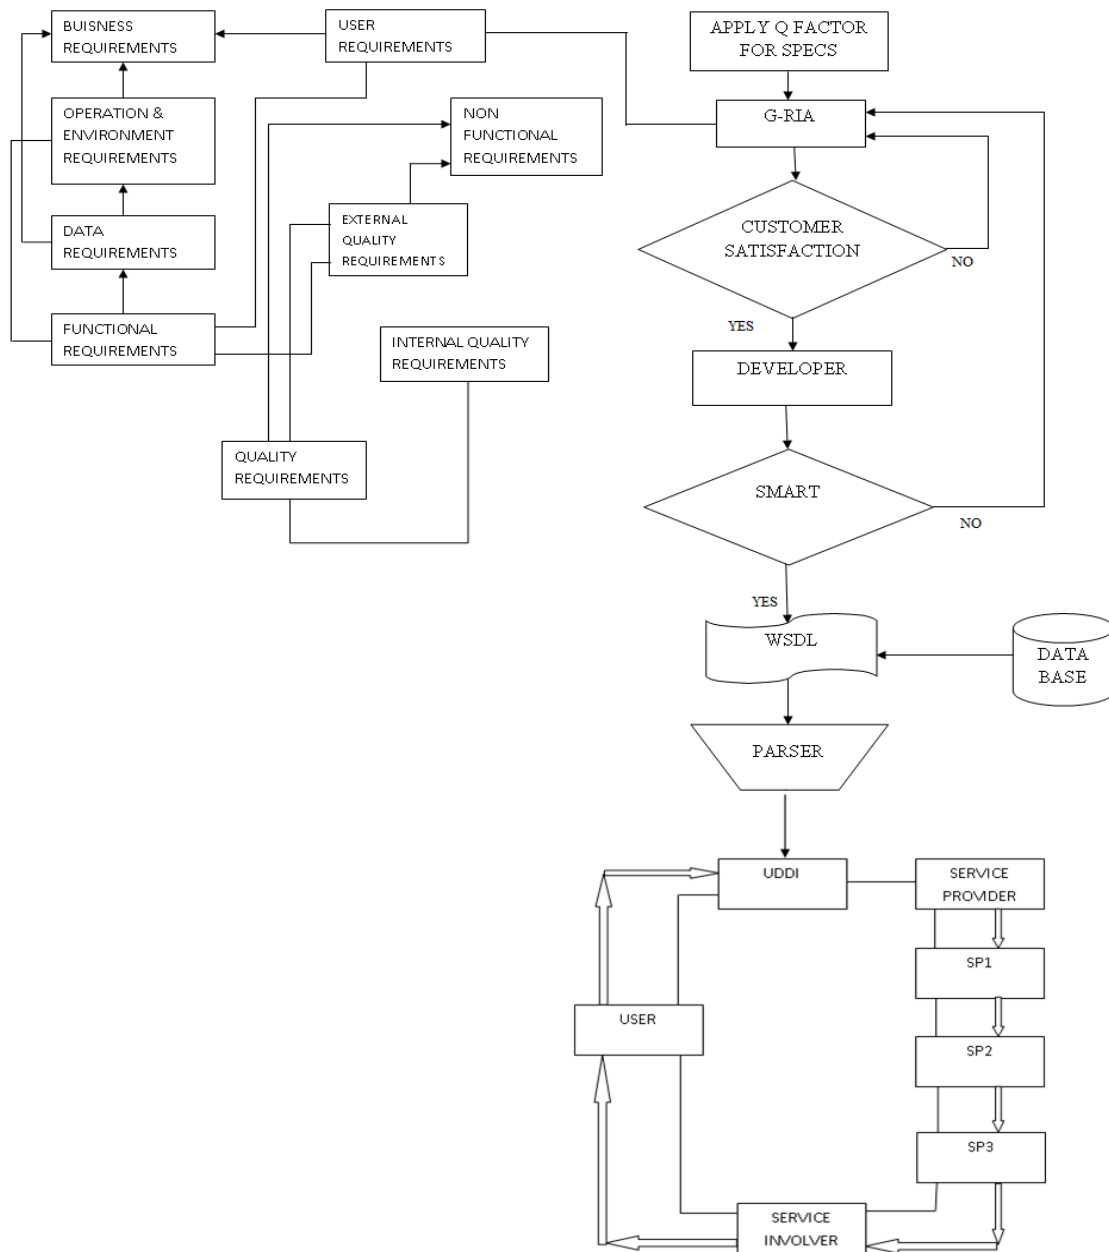 BUISNESS
REQUIREMENTS
USER
REQUIREMENTS
APPLY Q FACTOR
FOR SPECS
OPERATION &
ENVIRONMENT
REQUIREMENTS
NON
FUNCTIONAL
REQUIREMENTS
G-RIA
DATA
REQUIREMENTS
EXTERNAL
QUALITY
REQUIREMENTS
CUSTOMER
SATISFACTION
NO
YES
FUNCTIONAL
REQUIREMENTS
INTERNAL QUALITY
REQUIREMENTS
DEVELOPER
QUALITY
REQUIREMENTS
SMART
NO
YES
WSDL
DATA
BASE
PARSER
UDDI
SERVICE
PROVIDER
SP1
USER
SP2
SP3
SERVICE
INVOLVER